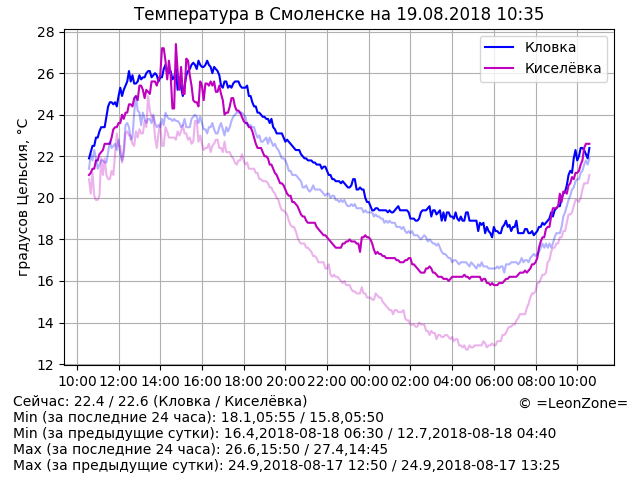 Температура в Смоленске на 19.08.2018 10:35
градусов Цельсия, °C
28
26
24
22
20
18
16
14
12
Кловка
Киселёвка
10:00 12:00 14:00 16:00 18:00 20:00 22:00 00:00 02:00 04:00 06:00 08:00 10:00
Сейчас: 22.4 / 22.6 (Кловка / Киселёвка)
© =LeonZone=
Min (за последние 24 часа): 18.1,05:55 / 15.8,05:50
Min (за предыдущие сутки): 16.4,2018-08-18 06:30 / 12.7,2018-08-18 04:40
Max (за последние 24 часа): 26.6,15:50 / 27.4,14:45
Max (за предыдущие сутки): 24.9,2018-08-17 12:50 / 24.9,2018-08-17 13:25